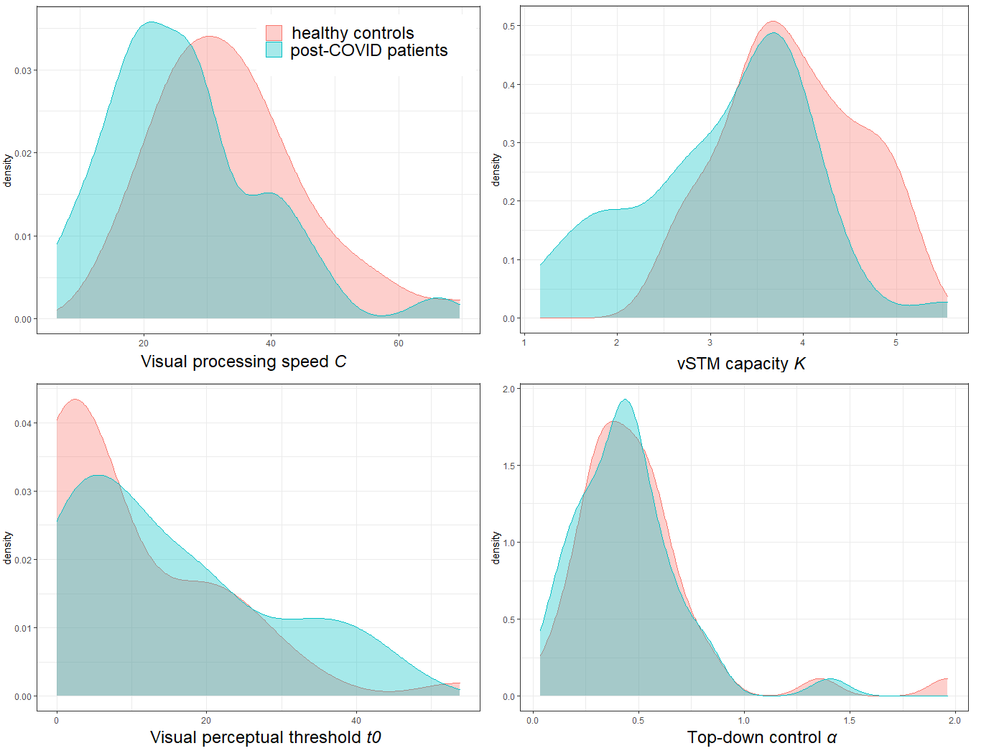 healthy controls
post-COVID patients
density
0.03
0.02
0.01
0.00
20 40 60
Visual processing speed C
density
0.5
0.4
0.3
0.2
0.1
0.0
1 2 3 4 5
vSTM capacity K
density
0.04
0.03
0.02
0.01
0.00
0 20 40
Visual perceptual threshold t0
density
2.0
1.5
1.0
0.5
0.0
0.0 0.5 1.0 1.5 2.0
Top-down control α